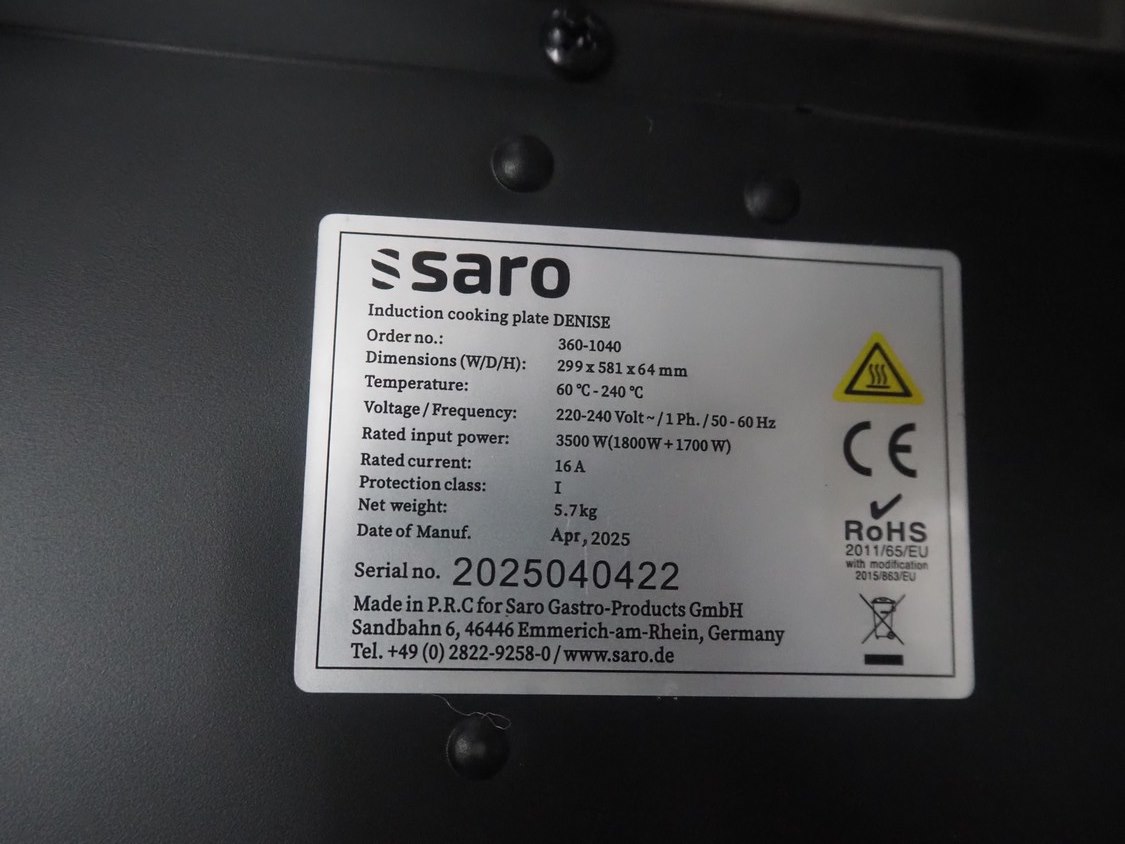 saro
Induction cooking plate DENISE
Order no.: 360-1040
Dimensions (W/D/H): 299 x 581 x 64 mm
Temperature: 60 °C - 240 °C
Voltage / Frequency: 220-240 Volt ~ / 1 Ph. / 50 - 60 Hz
Rated input power: 3500 W(1800W + 1700 W)
Rated current: 16 A
Protection class: I
Net weight: 5.7kg
Date of Manuf. Apr, 2025
Serial no. 2025040422
Made in P.R.C for Saro Gastro-Products GmbH
Sandbahn 6, 46446 Emmerich-am-Rhein, Germany
Tel. +49 (0) 2822-9258-0 / www.saro.de
CE
RoHS
2011/65/EU
with modification
2015/863/EU